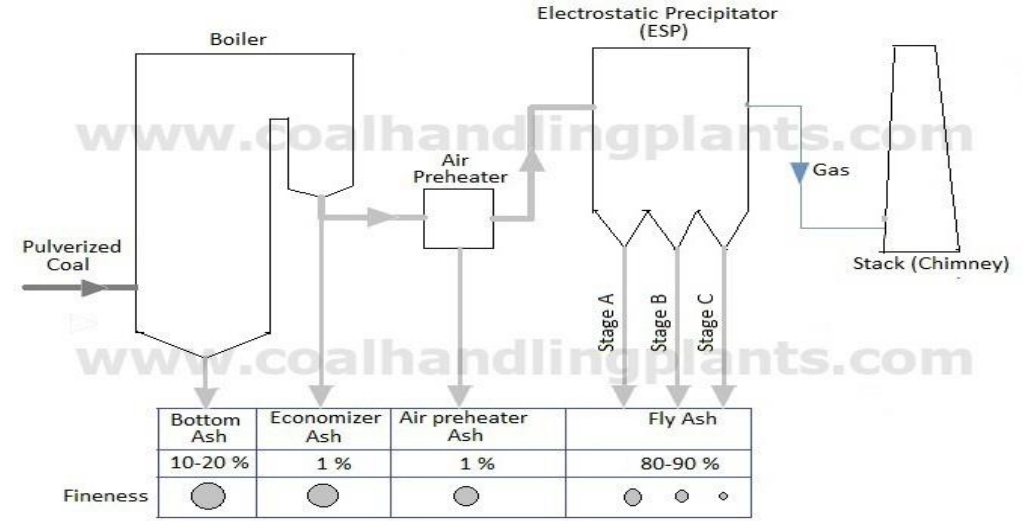 Electrostatic Precipitator
(ESP)
Boiler
www.coalhandlingplants.com
Air
Preheater
Gas
Pulverized
Coal
Stack (Chimney)
Stage A
Stage B
Stage C
www.coalhandlingplants.com
Bottom
Ash
Economizer
Ash
Air preheater
Ash
Fly Ash
10-20 %
1 %
1 %
80-90 %
Fineness